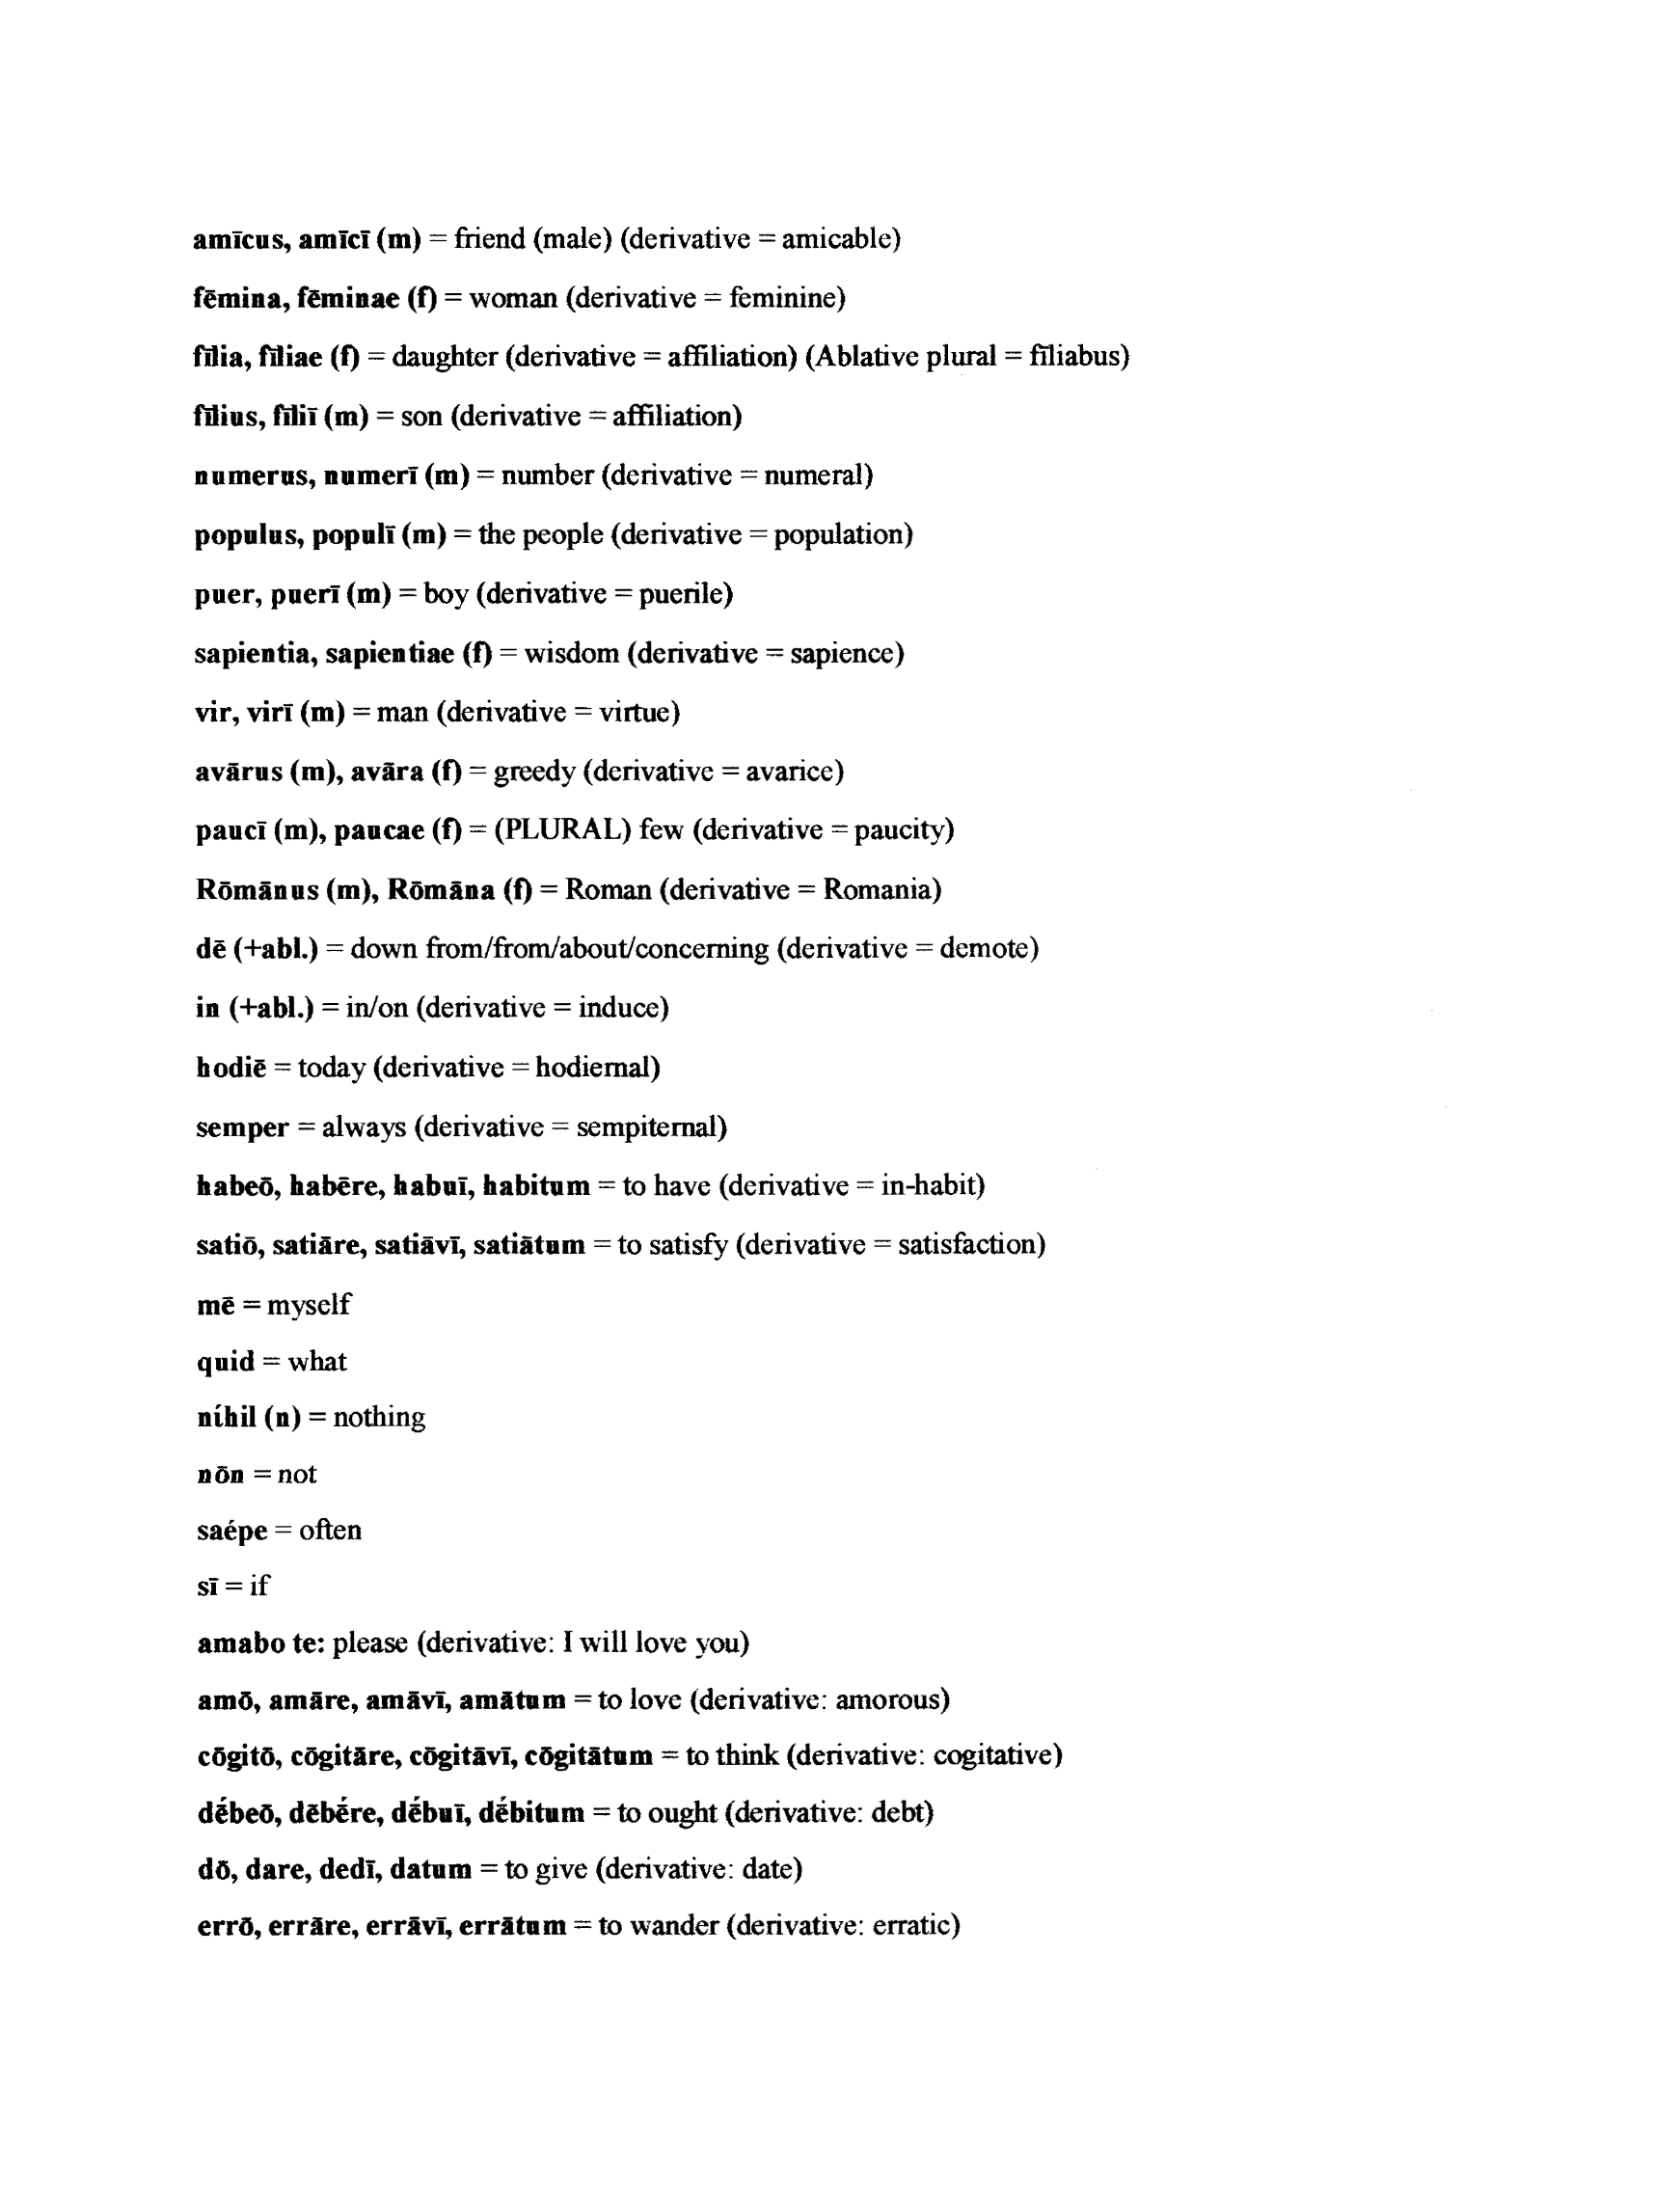 amīcus, amīcī (m) = friend (male) (derivative = amicable)
fēmina, fēminae (f) = woman (derivative = feminine)
fīlia, fīliae (f) = daughter (derivative = affiliation) (Ablative plural = fīliabus)
fīlius, fīliī (m) = son (derivative = affiliation)
numerus, numerī (m) = number (derivative = numeral)
populus, populī (m) = the people (derivative = population)
puer, puerī (m) = boy (derivative = puerile)
sapientia, sapientiae (f) = wisdom (derivative = sapience)
vir, virī (m) = man (derivative = virtue)
avārus (m), avāra (f) = greedy (derivative = avarice)
paucī (m), paucae (f) = (PLURAL) few (derivative = paucity)
Rōmānus (m), Rōmāna (f) = Roman (derivative = Romania)
dē (+abl.) = down from/from/about/concerning (derivative = demote)
in (+abl.) = in/on (derivative = induce)
hodiē = today (derivative = hodiernal)
semper = always (derivative = sempiternal)
habeō, habēre, habuī, habitum = to have (derivative = in-habit)
satiō, satiāre, satiāvī, satiātum = to satisfy (derivative = satisfaction)
mē = myself
quid = what
níhil (n) = nothing
nōn = not
saépe = often
sī = if
amabo te: please (derivative: I will love you)
amō, amāre, amāvī, amātum = to love (derivative: amorous)
cōgitō, cōgitāre, cōgitāvī, cōgitātum = to think (derivative: cogitative)
dḗbeō, dēbḗre, dḗbuī, dḗbitum = to ought (derivative: debt)
dō, dare, dedī, datum = to give (derivative: date)
errō, errāre, errāvī, errātum = to wander (derivative: erratic)